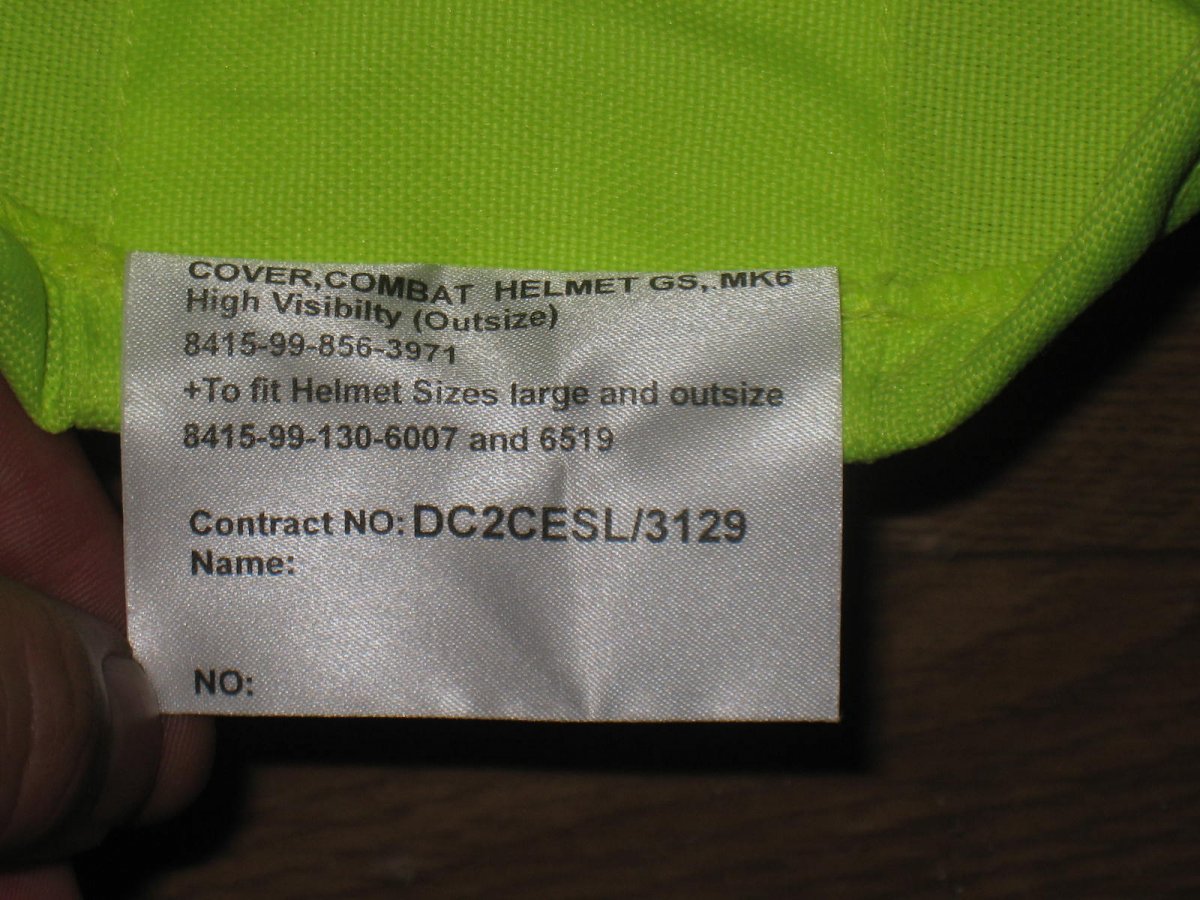 COVER,COMBAT HELMET GS, MK6
High Visibilty (Outsize)
8415-99-856-3971
+To fit Helmet Sizes large and outsize
8415-99-130-6007 and 6519
Contract NO: DC2CESL/3129
Name:
NO: